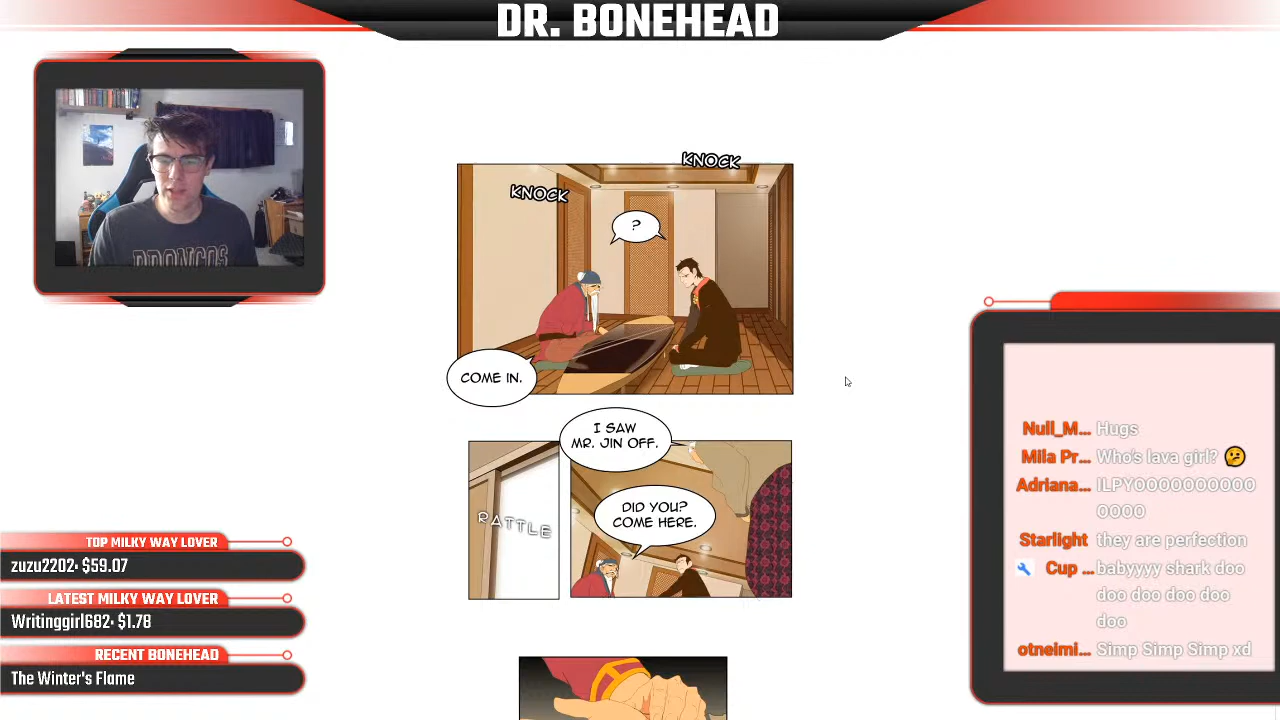 DR. BONEHEAD
BRONCOS
KNOCK
KNOCK
?
COME IN.
I SAW
MR. JIN OFF.
RATTLE
DID YOU?
COME HERE.
TOP MILKY WAY LOVER
zuzu2202• $59.07
LATEST MILKY WAY LOVER
Writinggirl682• $1.78
RECENT BONEHEAD
The Winter's Flame
Null_M... Hugs
Mila Pr... Who's lava girl? 🤔
Adriana... ILPYOOOOOOOOOO
OOOO
Starlight they are perfection
Cup ... babyyyy shark doo
doo doo doo doo
doo
otneimi... Simp Simp Simp xd